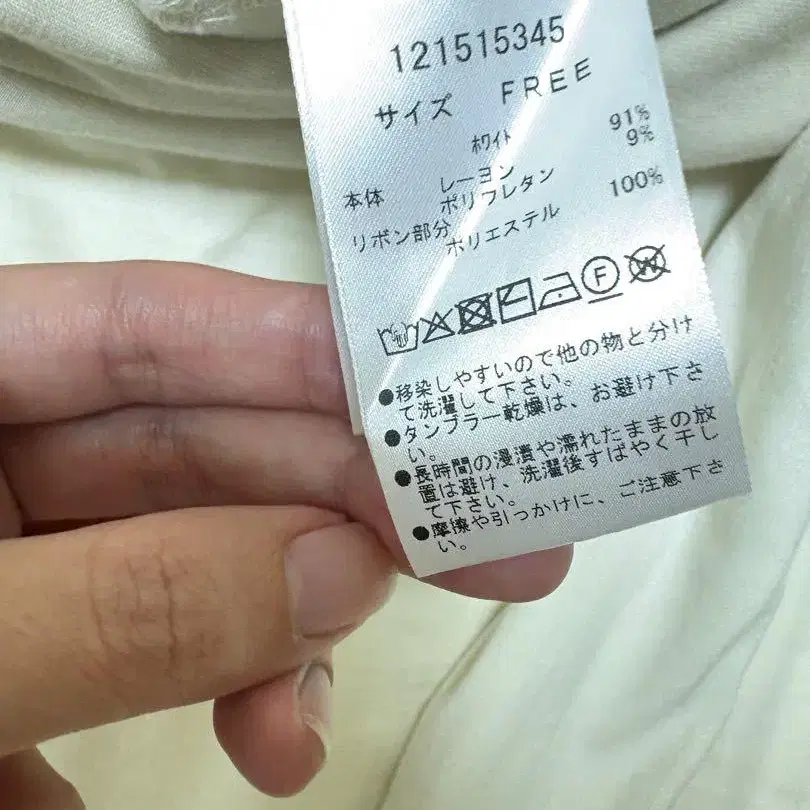 121515345
サイズ FREE
ホワイト
本体 レーヨン 91%
ポリウレタン 9%
リボン部分 ポリエステル 100%
F W
●移染しやすいので他の物と分け
て洗濯して下さい。
●タンブラー乾燥は、お避け下さ
い。
●長時間の浸漬や濡れたままの放
置は避け、洗濯後すばやく干し
て下さい。
●摩擦や引っかけに、ご注意下さ
い。